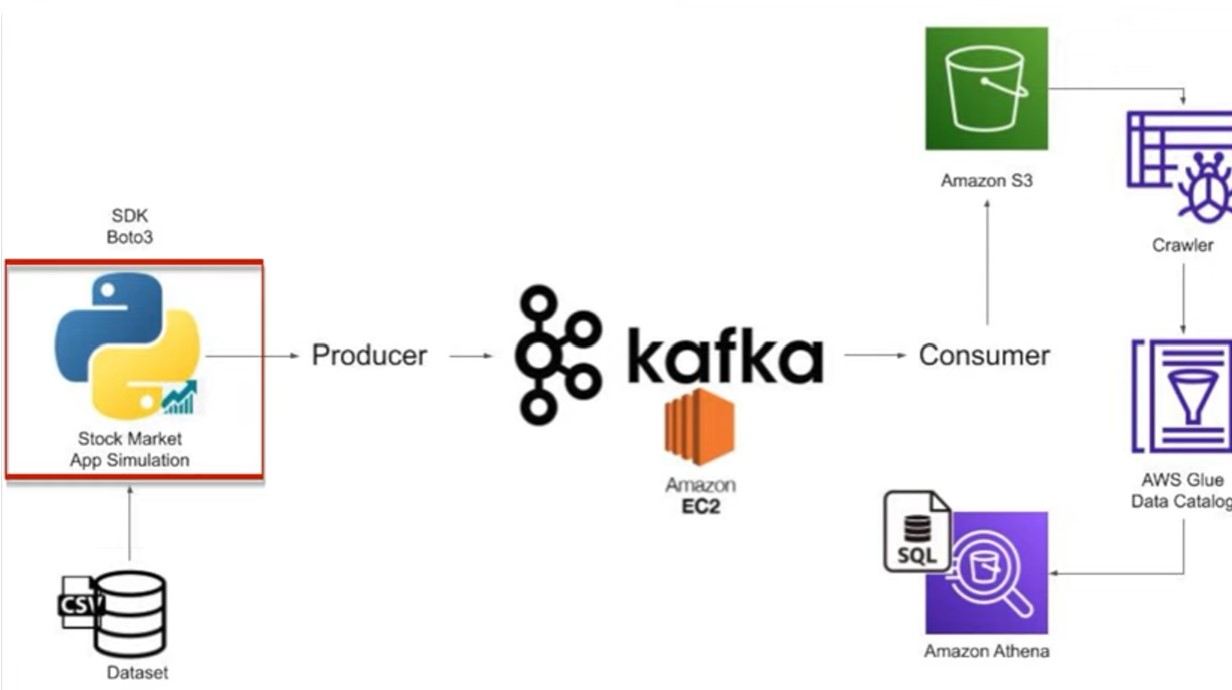 SDK
Boto3
Stock Market
App Simulation
CSV
Dataset
Producer
kafka
Amazon
EC2
Consumer
Amazon S3
Crawler
AWS Glue
Data Catalog
SQL
Amazon Athena